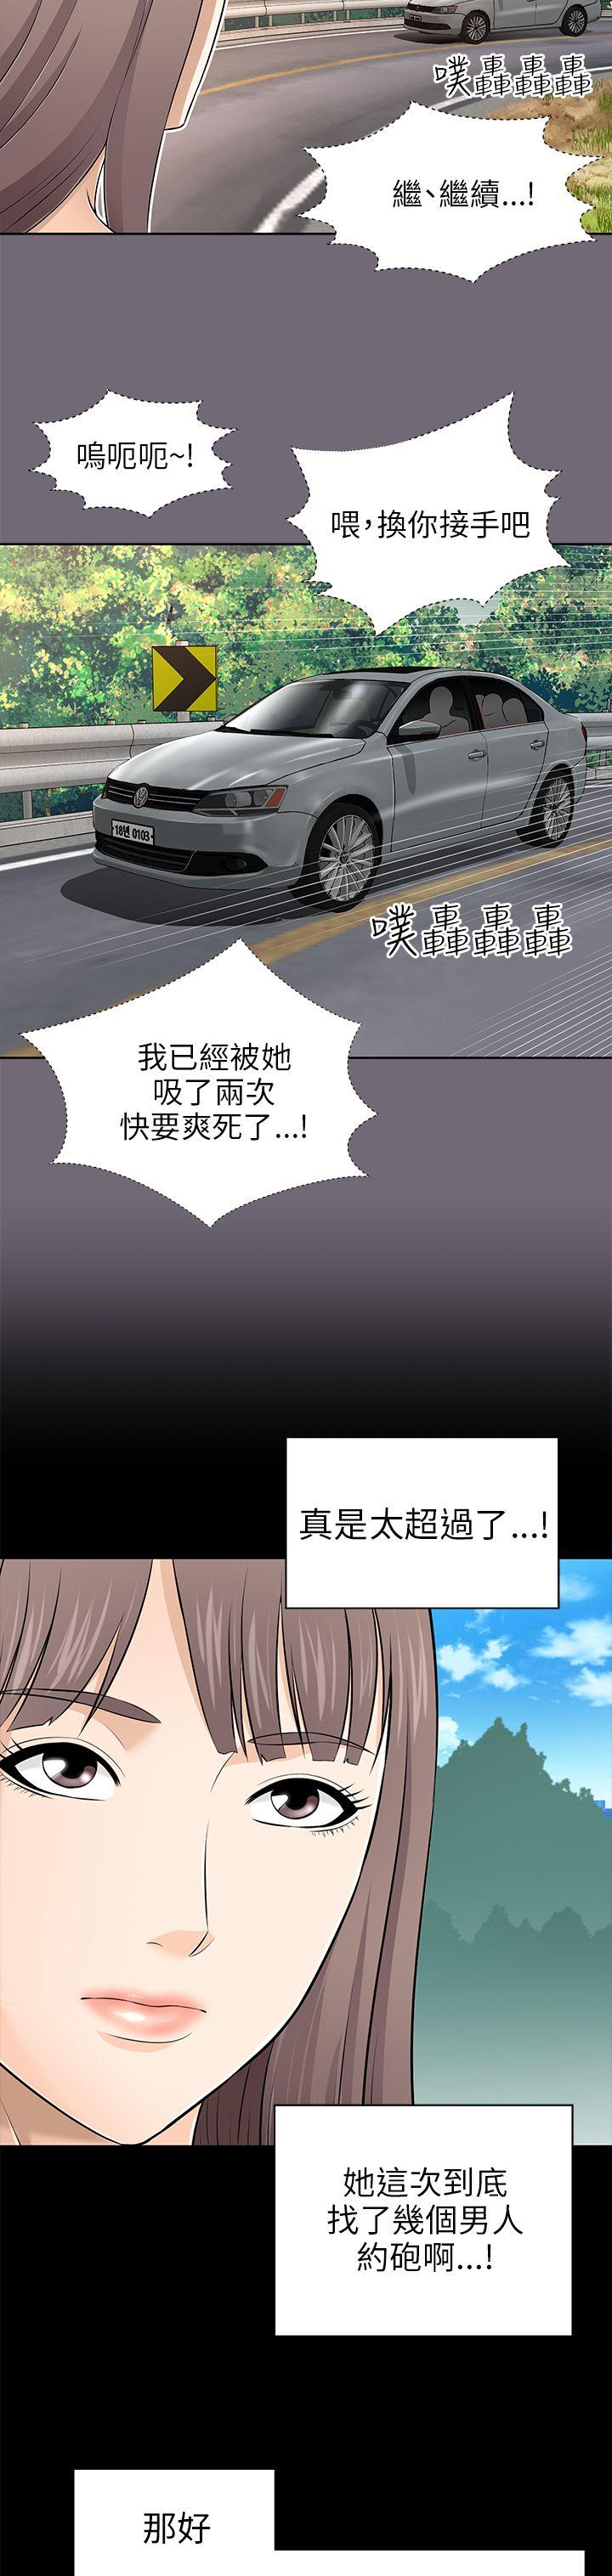 噗轟轟轟
繼、繼續...!
嗚呃呃~!
喂,換你接手吧
18년 0103
噗轟轟轟
我已經被她
吸了兩次
快要爽死了...!
真是太超過了...!
她這次到底
找了幾個男人
約砲啊...!
那好